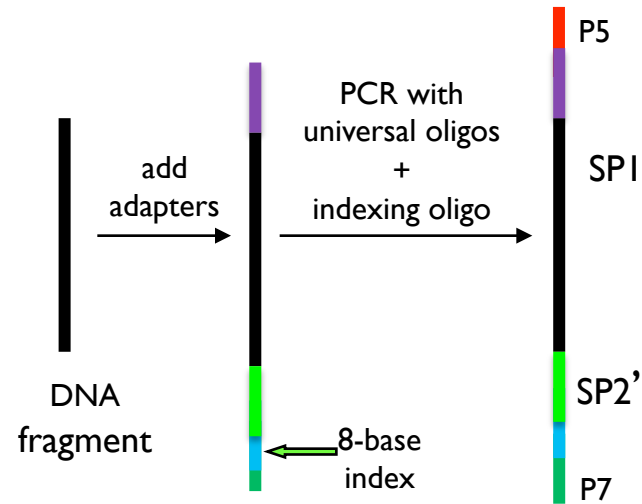 P5
PCR with
universal oligos
+
indexing oligo
SP1
add
adapters
DNA
fragment
SP2’
8-base
index
P7